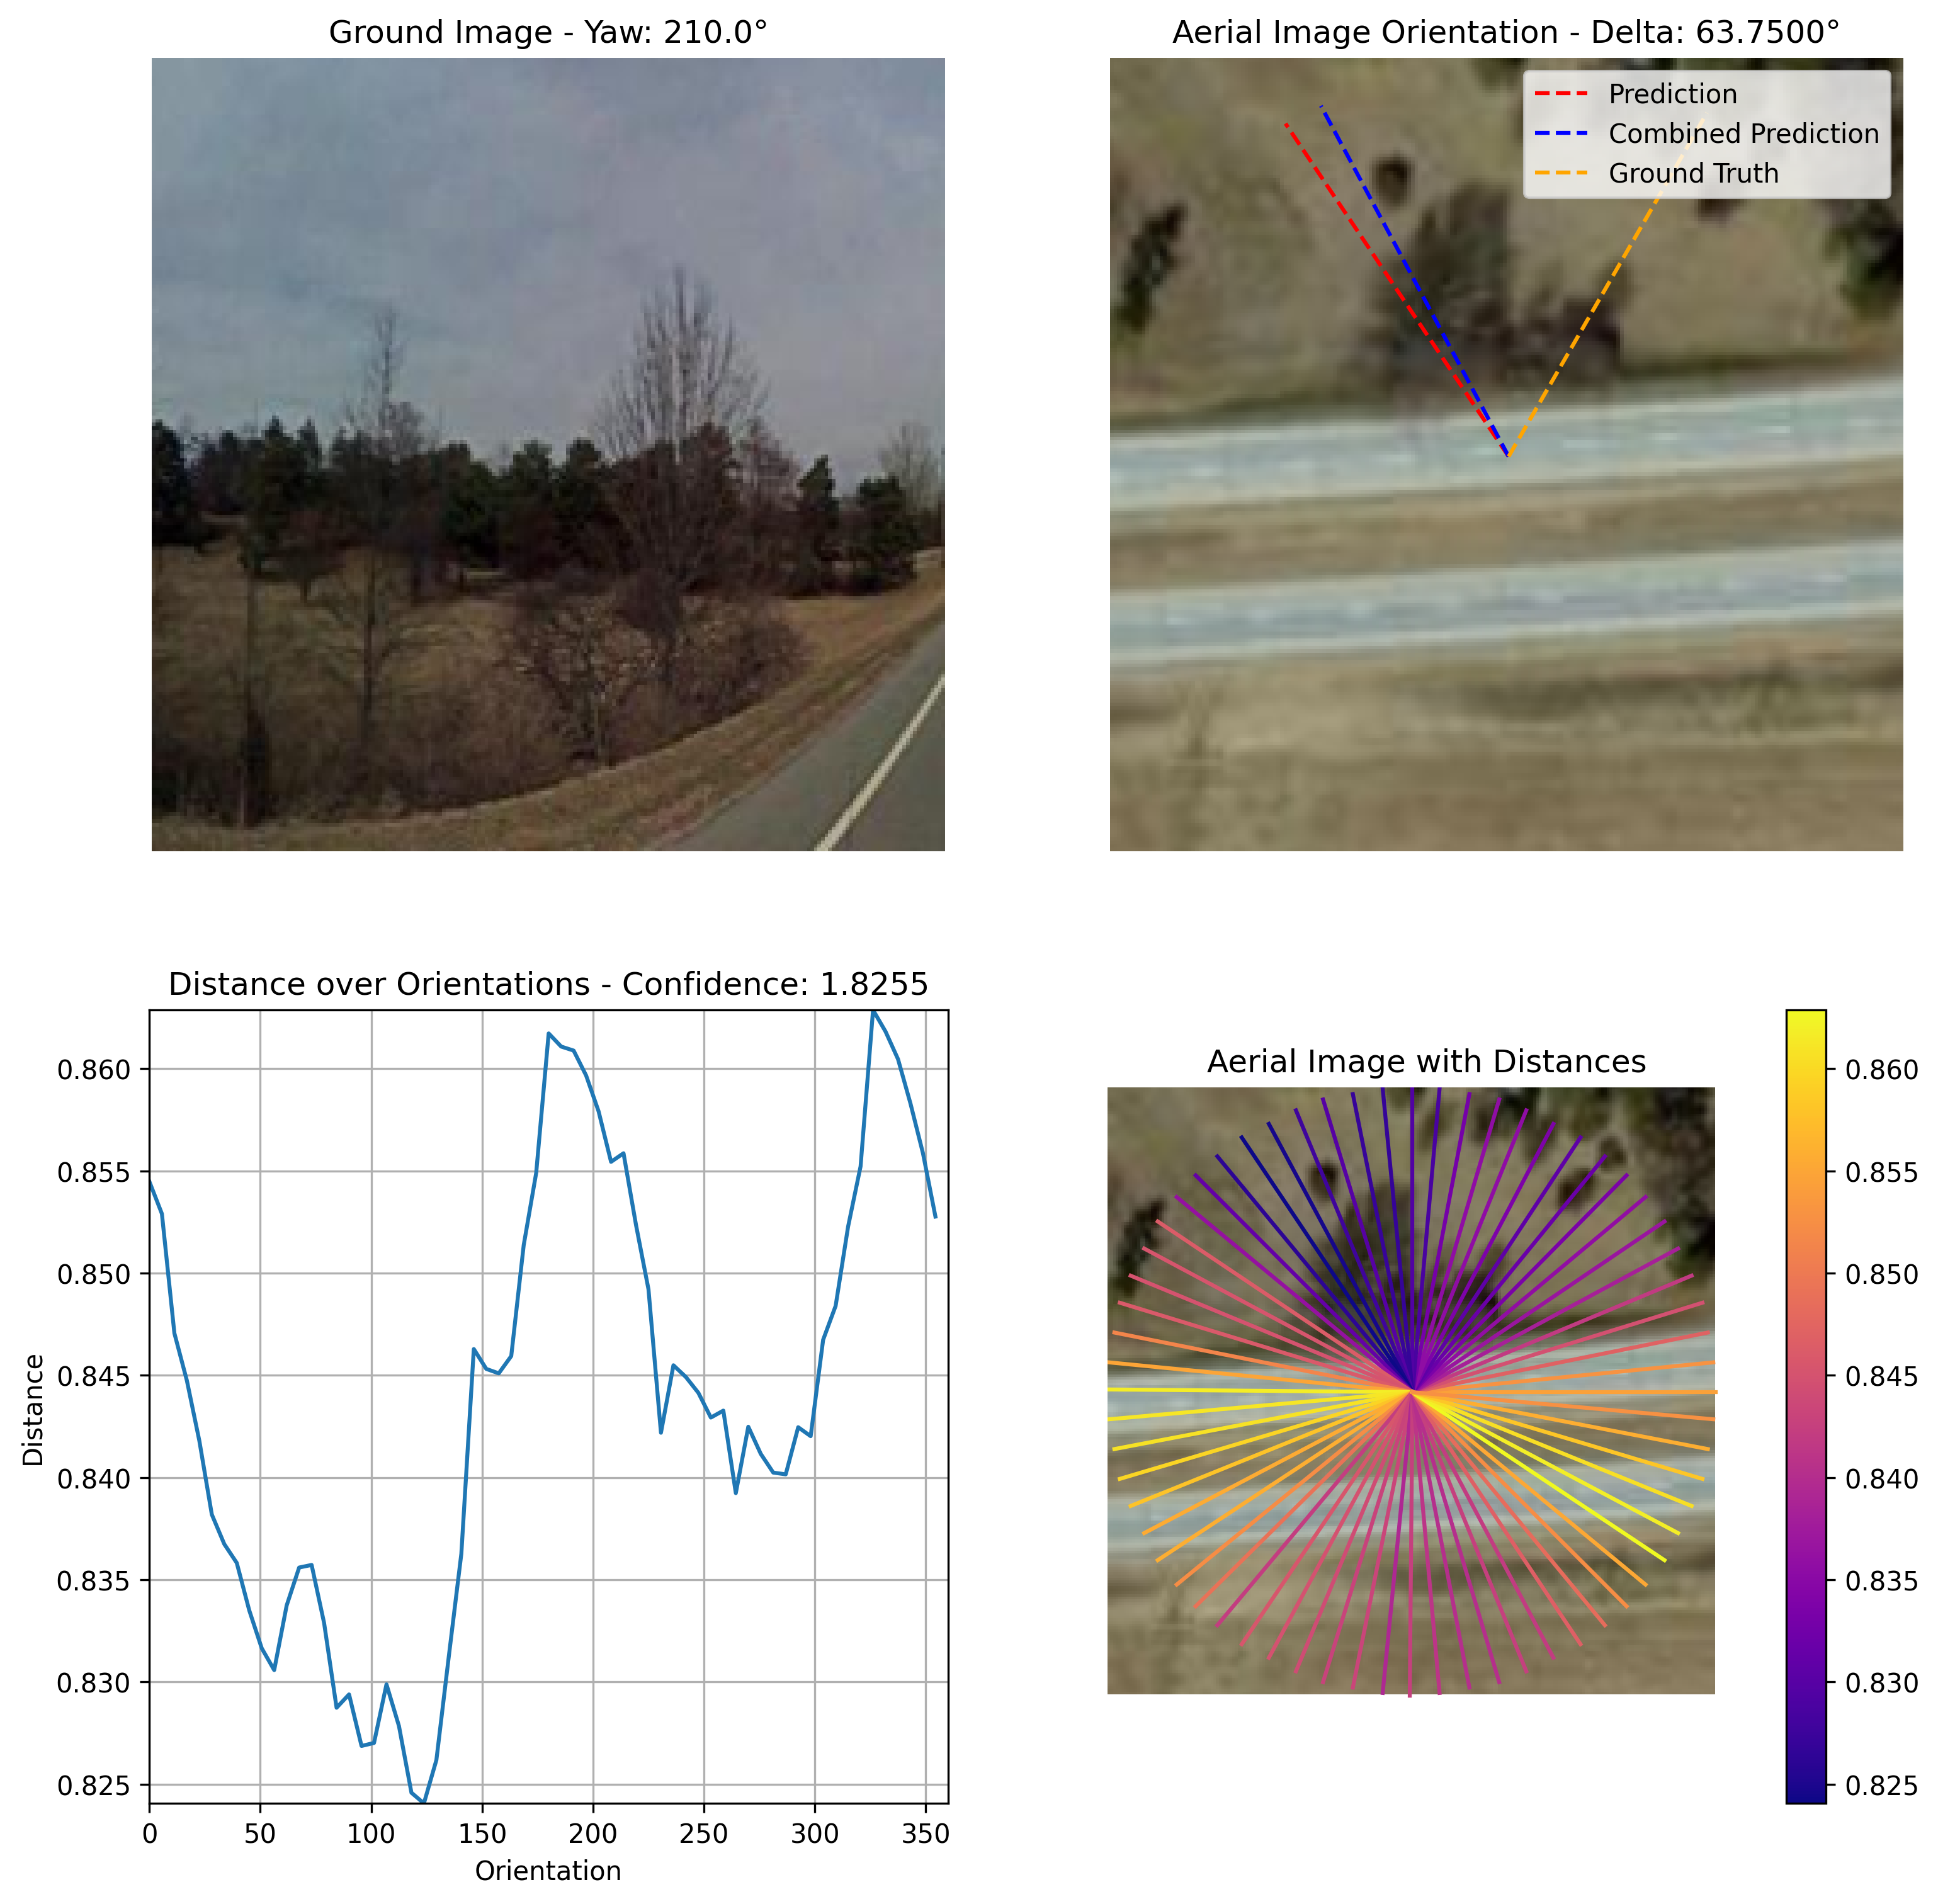 Ground Image - Yaw: 210.0°
Aerial Image Orientation - Delta: 63.7500°
Prediction
Combined Prediction
Ground Truth
Distance over Orientations - Confidence: 1.8255
0.860
0.855
0.850
0.845
0.840
0.835
0.830
0.825
Distance
0 50 100 150 200 250 300 350
Orientation
Aerial Image with Distances
0.860
0.855
0.850
0.845
0.840
0.835
0.830
0.825